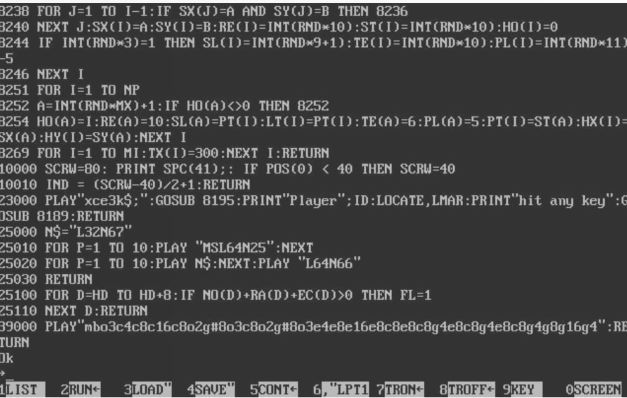 8238 FOR J=1 TO I-1:IF SX(J)=A AND SY(J)=B THEN 8236
8240 NEXT J:SX(I)=A:SY(I)=B:RE(I)=INT(RND*10):ST(I)=INT(RND*10):HO(I)=0
8244 IF INT(RND*3)=1 THEN SL(I)=INT(RND*9+1):TE(I)=INT(RND*10):PL(I)=INT(RND*11)
-5
8246 NEXT I
8251 FOR I=1 TO NP
8252 A=INT(RND*MX)+1:IF HO(A)<>0 THEN 8252
8254 HO(A)=I:RE(A)=10:SL(A)=PT(I):LT(I)=PT(I):TE(A)=6:PL(A)=5:PT(I)=ST(A):HX(I)=
SX(A):HY(I)=SY(A):NEXT I
8269 FOR I=1 TO MI:TX(I)=300:NEXT I:RETURN
10000 SCRW=80: PRINT SPC(41);: IF POS(0) < 40 THEN SCRW=40
10010 IND = (SCRW-40)/2+1:RETURN
23000 PLAY"xce3k$;":GOSUB 8195:PRINT"Player";ID:LOCATE,LMAR:PRINT"hit any key":G
OSUB 8189:RETURN
25000 N$="L32N67"
25010 FOR P=1 TO 10:PLAY "MSL64N25":NEXT
25020 FOR P=1 TO 10:PLAY N$:NEXT:PLAY "L64N66"
25030 RETURN
25100 FOR D=HD TO HD+8:IF NO(D)+RA(D)+EC(D)>0 THEN FL=1
25110 NEXT D:RETURN
39000 PLAY"mbo3c4c8c16c8o2g#8o3c8o2g#8o3e4e8e16e8c8e8c8g4e8c8g4e8c8g4g8g16g4":RE
TURN
Ok
→
1LIST 2RUN← 3LOAD" 4SAVE" 5CONT← 6,"LPT1 7TRON← 8TROFF← 9KEY 0SCREEN